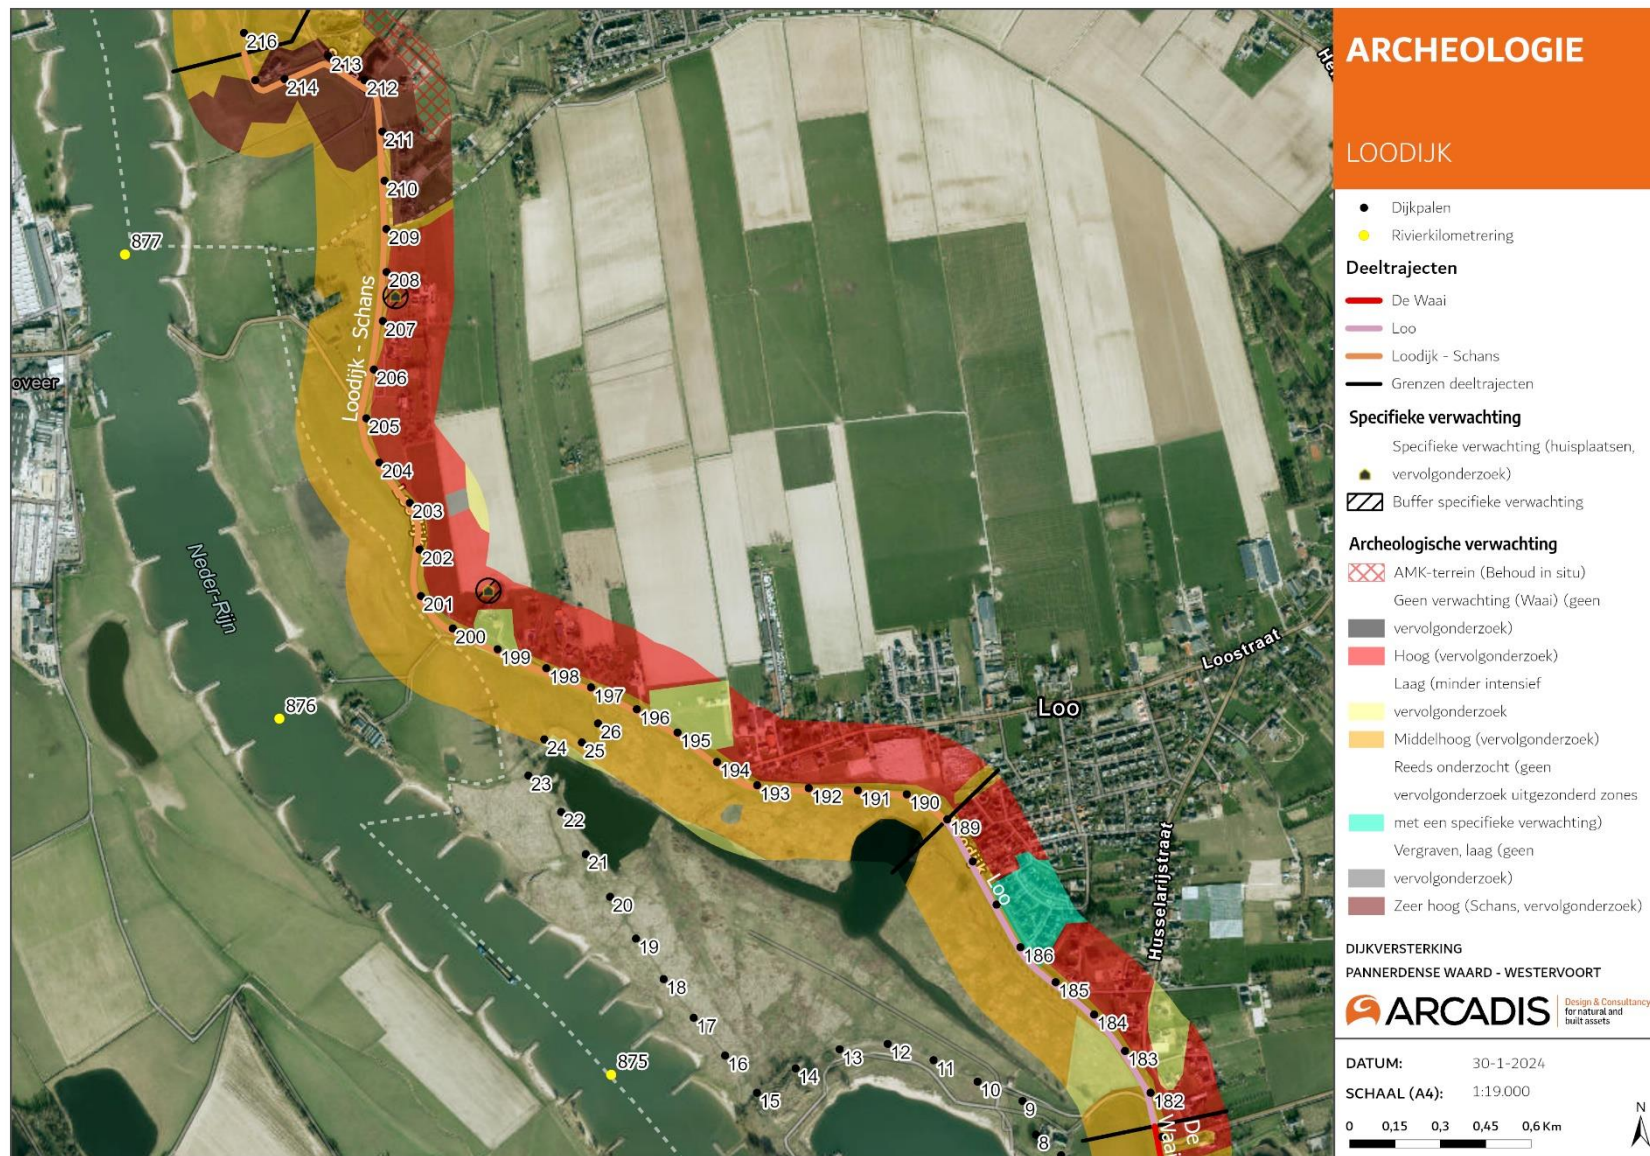 216
213
214
212
211
210
209
208
207
206
205
204
203
202
201
200
199
198
197
196
195
194
193
192
191
190
189
186
185
184
183
182
26
25
24
23
22
21
20
19
18
17
16
15
14
13
12
11
10
9
8
877
876
875
Loodijk - Schans
Neder-Rijn
oveer
Loo
Loostraat
Husselarijstraat
Loo
De
Waai
ARCHEOLOGIE
LOODIJK
Dijkpalen
Rivierkilometrering
Deeltrajecten
De Waai
Loo
Loodijk - Schans
Grenzen deeltrajecten
Specifieke verwachting
Specifieke verwachting (huisplaatsen,
vervolgonderzoek)
Buffer specifieke verwachting
Archeologische verwachting
AMK-terrein (Behoud in situ)
Geen verwachting (Waai) (geen
vervolgonderzoek)
Hoog (vervolgonderzoek)
Laag (minder intensief
vervolgonderzoek
Middelhoog (vervolgonderzoek)
Reeds onderzocht (geen
vervolgonderzoek uitgezonderd zones
met een specifieke verwachting)
Vergraven, laag (geen
vervolgonderzoek)
Zeer hoog (Schans, vervolgonderzoek)
DIJKVERSTERKING
PANNERDENSE WAARD - WESTERVOORT
ARCADIS
Design & Consultancy
for natural and
built assets
DATUM: 30-1-2024
SCHAAL (A4): 1:19.000
0 0,15 0,3 0,45 0,6 Km
N